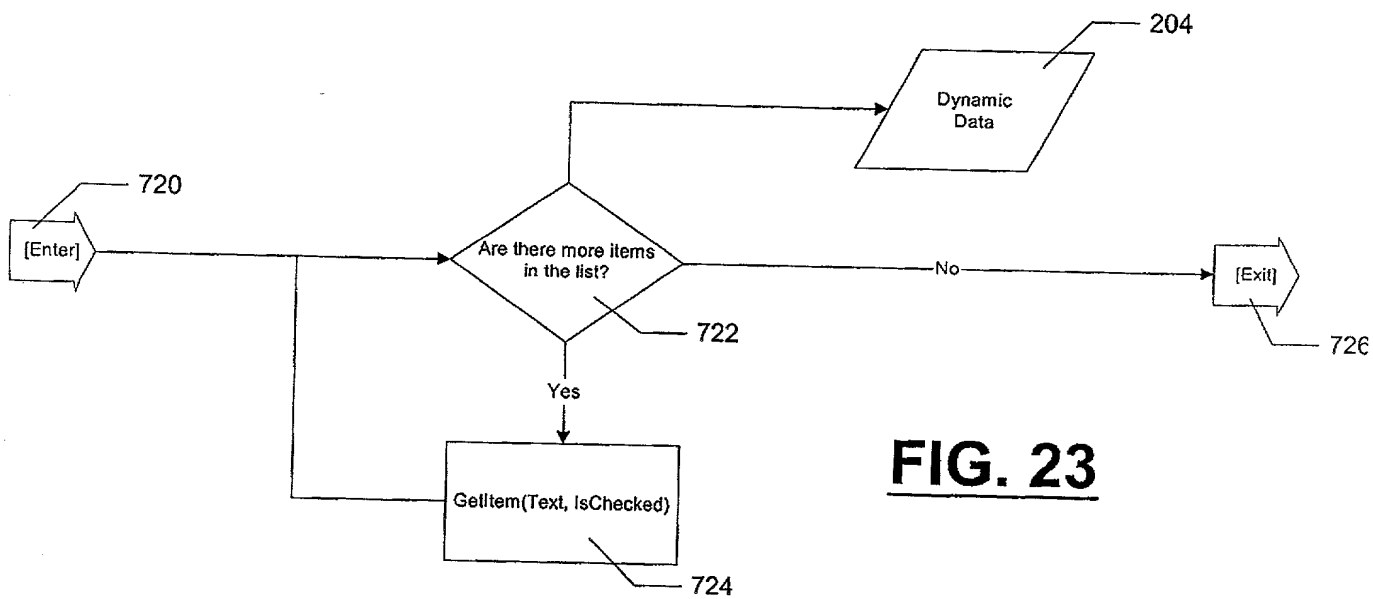 204
Dynamic
Data
720
[Enter]
Are there more items
in the list?
No
[Exit]
722
726
Yes
FIG. 23
GetItem(Text, IsChecked)
724